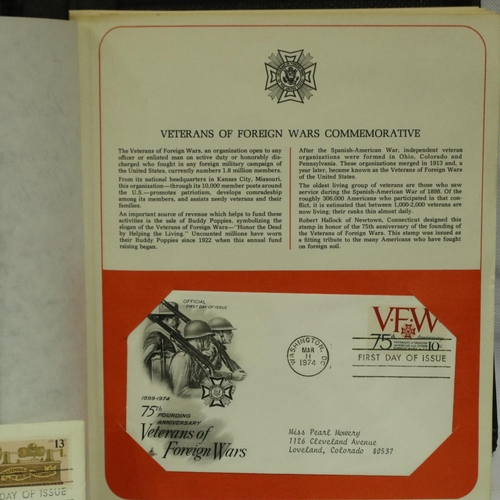 VETERANS OF FOREIGN WARS COMMEMORATIVE
The Veterans of Foreign Wars, an organization open to any
officer or enlisted man on active duty or honorably dis-
charged who fought in any foreign military campaign of
the United States, currently numbers 1.8 million members.
From its national headquarters in Kansas City, Missouri,
this organization—through its 10,000 member posts around
the U.S.—promotes patriotism, develops comradeship
among its members, and assists needy veterans and their
families.
An important source of revenue which helps to fund these
activities is the sale of Buddy Poppies, symbolizing the
slogan of the Veterans of Foreign Wars—"Honor the Dead
by Helping the Living." Uncounted millions have worn
their Buddy Poppies since 1922 when this annual fund
raising began.
After the Spanish-American War, independent veteran
organizations were formed in Ohio, Colorado and
Pennsylvania. These organizations merged in 1913 and, a
year later, became known as the Veterans of Foreign Wars
of the United States.
The oldest living group of veterans are those who saw
service during the Spanish-American War of 1898. Of the
roughly 306,000 Americans who participated in that con-
flict, it is estimated that between 1,000-2,000 veterans are
now living; their ranks thin almost daily.
Robert Hallock of Newtown, Connecticut designed this
stamp in honor of the 75th anniversary of the founding of
the Veterans of Foreign Wars. This stamp was issued as
a fitting tribute to the many Americans who have fought
on foreign soil.
OFFICIAL
FIRST DAY OF ISSUE
1899-1974
75th FOUNDING
ANNIVERSARY
Veterans of
Foreign Wars
WASHINGTON, DC
MAR
11
1974
V.F.W
75th
10c
FIRST DAY OF ISSUE
Miss Pearl Howery
1126 Cleveland Avenue
Loveland, Colorado 80537
13
DAY OF ISSUE